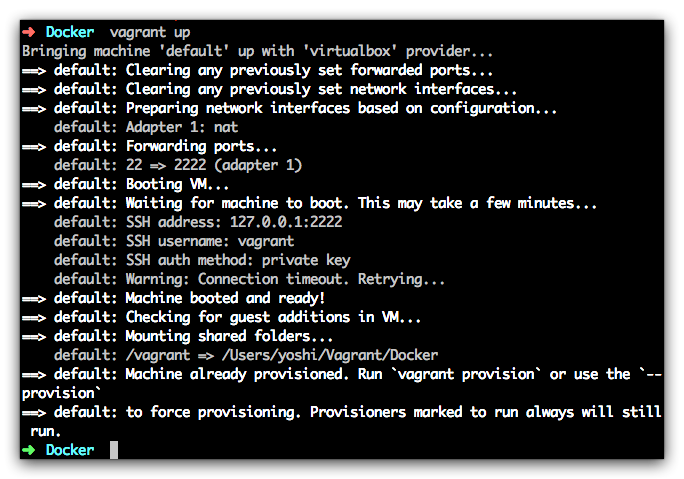 ➜ Docker vagrant up
Bringing machine 'default' up with 'virtualbox' provider...
==> default: Clearing any previously set forwarded ports...
==> default: Clearing any previously set network interfaces...
==> default: Preparing network interfaces based on configuration...
    default: Adapter 1: nat
==> default: Forwarding ports...
    default: 22 => 2222 (adapter 1)
==> default: Booting VM...
==> default: Waiting for machine to boot. This may take a few minutes...
    default: SSH address: 127.0.0.1:2222
    default: SSH username: vagrant
    default: SSH auth method: private key
    default: Warning: Connection timeout. Retrying...
==> default: Machine booted and ready!
==> default: Checking for guest additions in VM...
==> default: Mounting shared folders...
    default: /vagrant => /Users/yoshi/Vagrant/Docker
==> default: Machine already provisioned. Run `vagrant provision` or use the `--
provision`
==> default: to force provisioning. Provisioners marked to run always will still
 run.
➜ Docker